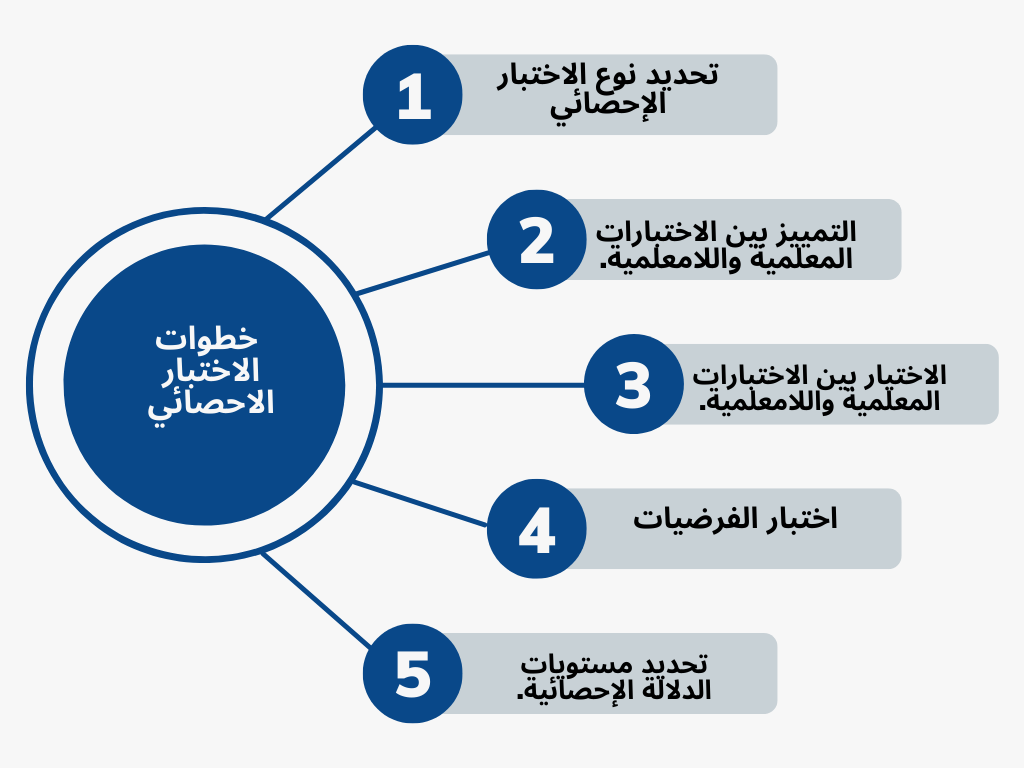 خطوات
الاختبار
الاحصائي
1
تحديد نوع الاختبار
الإحصائي
2
التمييز بين الاختبارات
المعلمية واللامعلمية.
3
الاختيار بين الاختبارات
المعلمية واللامعلمية.
4
اختبار الفرضيات
5
تحديد مستويات
الدلالة الإحصائية.